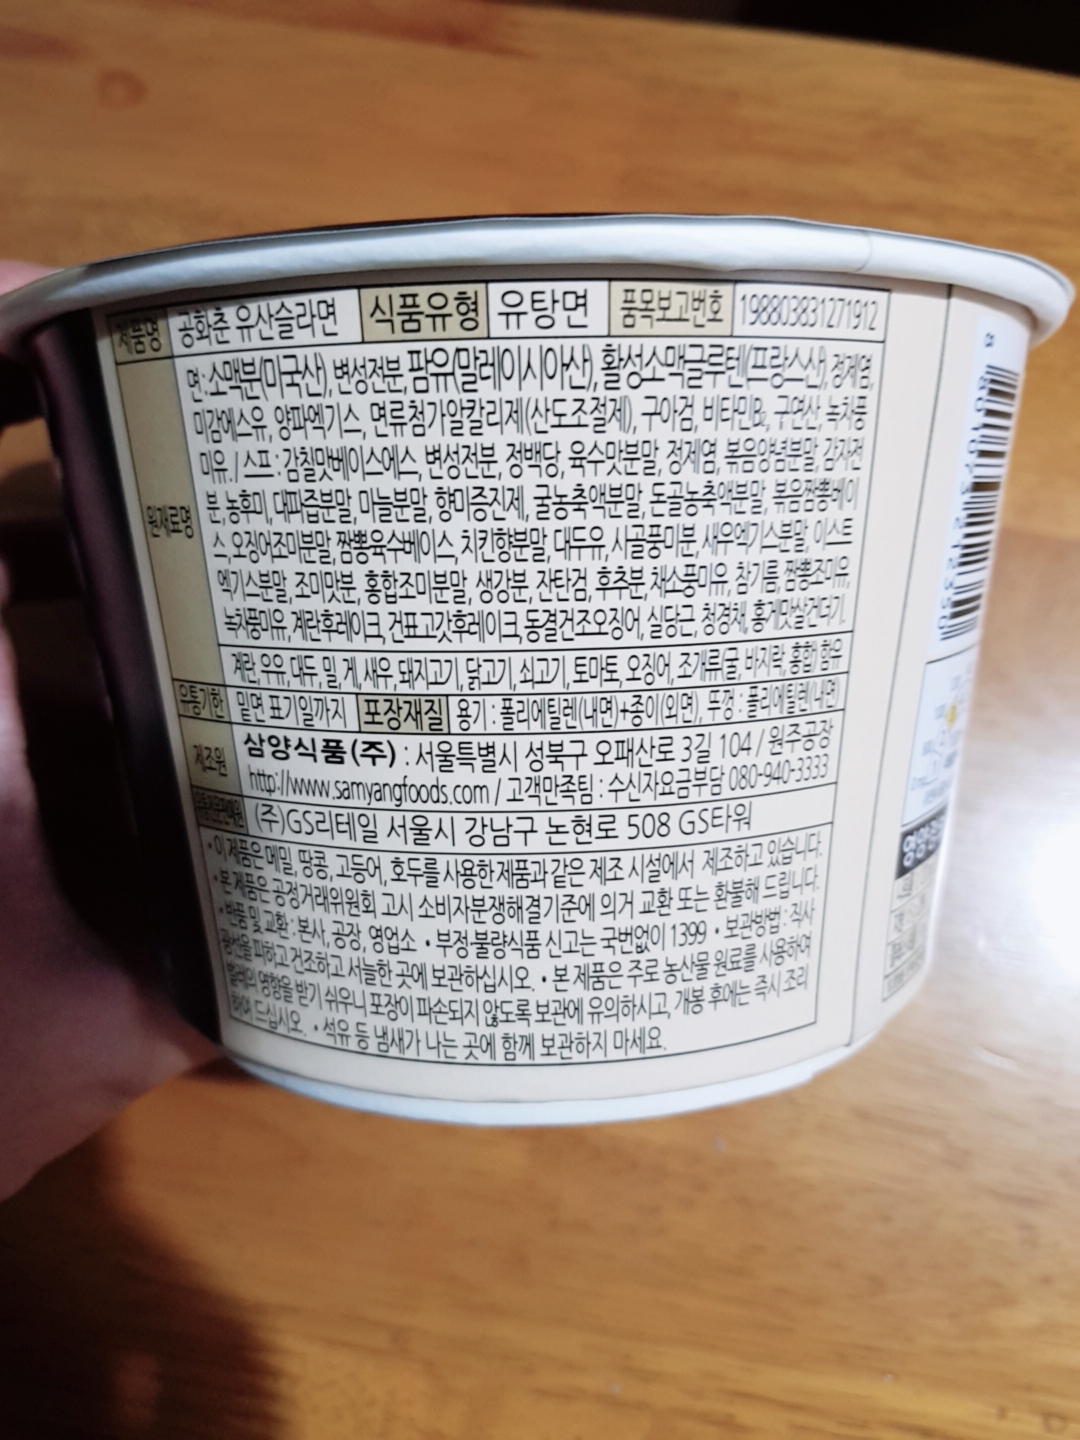 제품명 공화춘 유산슬라면 식품유형 유탕면 품목보고번호 198803831271912
원재료명
면:소맥분(미국산), 변성전분, 팜유(말레이시아산), 활성소맥글루텐(프랑스산), 정제염,
미감에스유, 양파엑기스, 면류첨가알칼리제(산도조절제), 구아검, 비타민B₂, 구연산, 녹차풍
미유. / 스프:감칠맛베이스에스, 변성전분, 정백당, 육수맛분말, 정제염, 볶음양념분말, 감자전
분, 농후미, 대파즙분말, 마늘분말, 향미증진제, 굴농축액분말, 돈골농축액분말, 볶음짬뽕베이
스, 오징어조미분말, 짬뽕육수베이스, 치킨향분말, 대두유, 사골풍미분, 새우엑기스분말, 이스트
엑기스분말, 조미맛분, 홍합조미분말, 생강분, 잔탄검, 후추분, 채소풍미유, 참기름, 짬뽕조미유,
녹차풍미유, 계란후레이크, 건표고갓후레이크, 동결건조오징어, 실당근, 청경채, 홍게맛살건더기.
계란, 우유, 대두, 밀, 게, 새우, 돼지고기, 닭고기, 쇠고기, 토마토, 오징어, 조개류(굴, 바지락, 홍합) 함유
유통기한 밑면 표기일까지 포장재질 용기:폴리에틸렌(내면)+종이(외면), 뚜껑:폴리에틸렌(내면)
제조원 삼양식품(주) : 서울특별시 성북구 오패산로 3길 104 / 원주공장
http://www.samyangfoods.com / 고객만족팀 : 수신자요금부담 080-940-3333
(주)GS리테일 서울시 강남구 논현로 508 GS타워
•이 제품은 메밀, 땅콩, 고등어, 호두를 사용한 제품과 같은 제조 시설에서 제조하고 있습니다.
•본 제품은 공정거래위원회 고시 소비자분쟁해결기준에 의거 교환 또는 환불해 드립니다.
•반품 및 교환 : 본사, 공장, 영업소 •부정·불량식품 신고는 국번없이 1399 •보관방법 : 직사
광선을 피하고 건조하고 서늘한 곳에 보관하십시오. •본 제품은 주로 농산물 원료를 사용하여
벌레의 영향을 받기 쉬우니 포장이 파손되지 않도록 보관에 유의하시고, 개봉 후에는 즉시 조리
하여 드십시오. •석유 등 냄새가 나는 곳에 함께 보관하지 마세요.